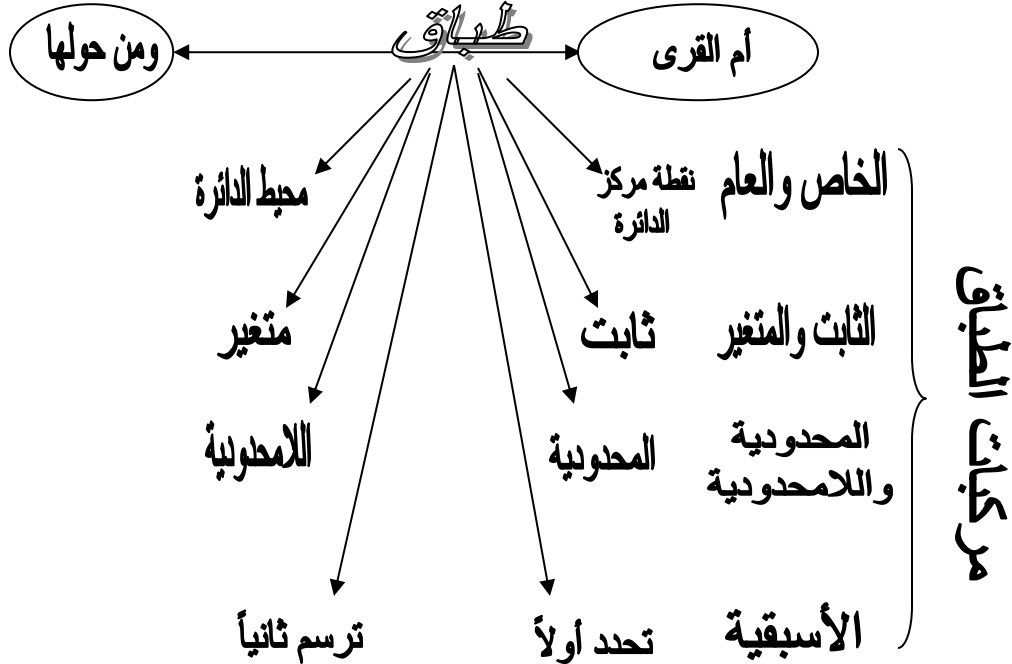 طباق
أم القرى
ومن حولها
الخاص والعام
نقطة مركز
الدائرة
محيط الدائرة
الثابت والمتغير
ثابت
متغير
المحدودية
واللامحدودية
المحدودية
اللامحدودية
الأسبقية
تحدد أولاً
ترسم ثانياً
مركبات الطباق